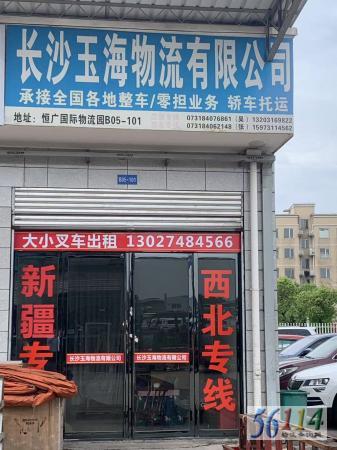 长沙玉海物流有限公司
承接全国各地整车/零担业务 轿车托运
地址：恒广国际物流园B05-101
073184076861（吴）13203169822
073184062148（张）15973114562
B05-101
大小叉车出租 13027484566
新疆专
西北专线
长沙玉海物流有限公司
长沙玉海物流有限公司
56114